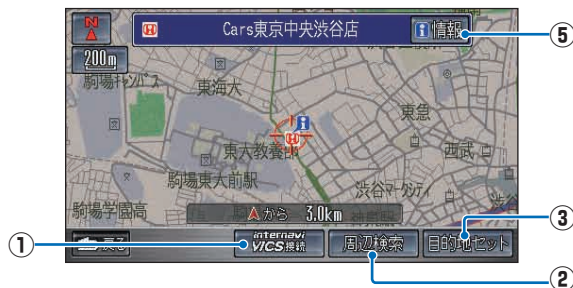 N
Cars東京中央渋谷店
i 情報
⑤
200m
駒場キャンパス
東海大
東急
東大教養部
西武
駒場東大前駅
渋谷マークシティ
渋谷
駒場学園高
から 3.0km
③
①
戻る
internavi
VICS接続
周辺検索
目的地セット
②